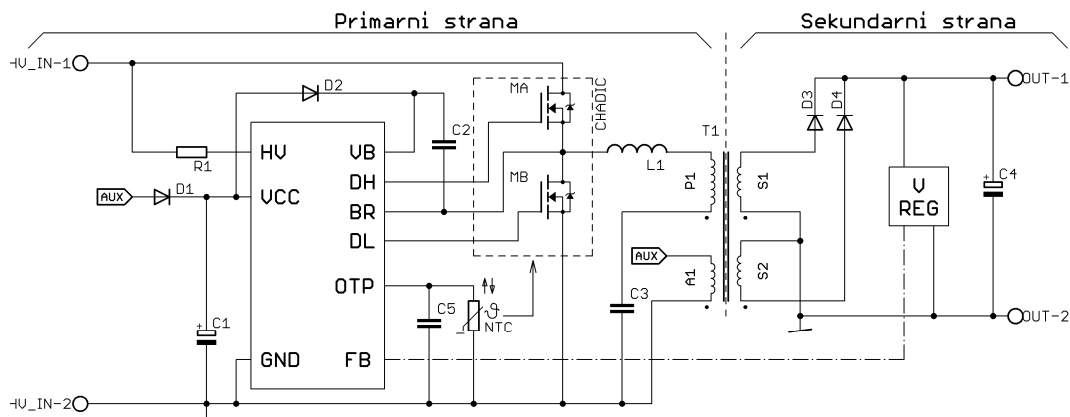 Primarni strana
Sekundarni strana
HV_IN-1
D2
MA
CHADIC
D3
D4
OUT-1
C2
T1
R1
HV
VB
L1
MB
P1
S1
C4
+
AUX
D1
VCC
DH
BR
DL
V
REG
AUX
A1
S2
OTP
C5
ϑ
NTC
C3
OUT-2
C1
+
GND
FB
HV_IN-2